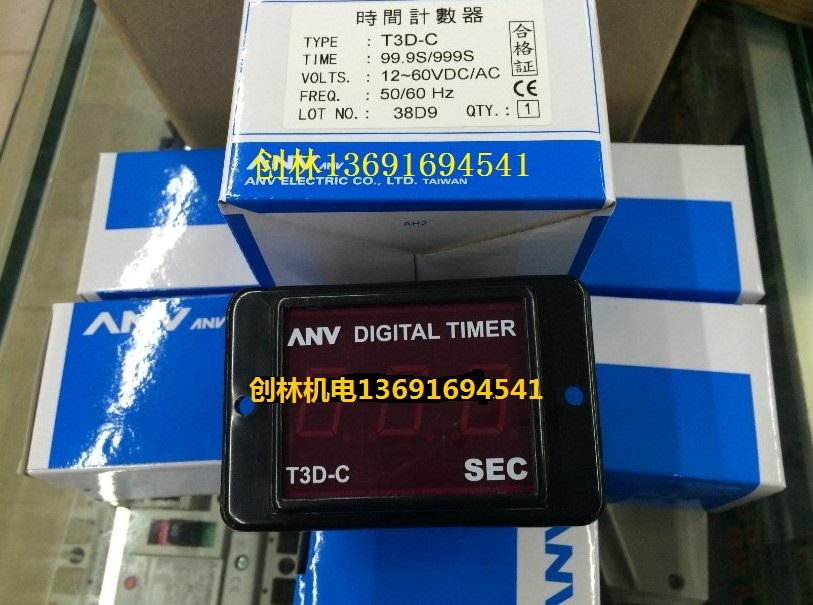 時間計數器
TYPE : T3D-C
TIME : 99.9S/999S
VOLTS. : 12~60VDC/AC
FREQ. : 50/60 Hz
LOT NO.: 38D9 QTY.: 1
合格証
CE
创林13691694541
ANV ELECTRIC CO., LTD. TAIWAN
AH2
ANV ANV
ANV DIGITAL TIMER
创林机电13691694541
T3D-C SEC